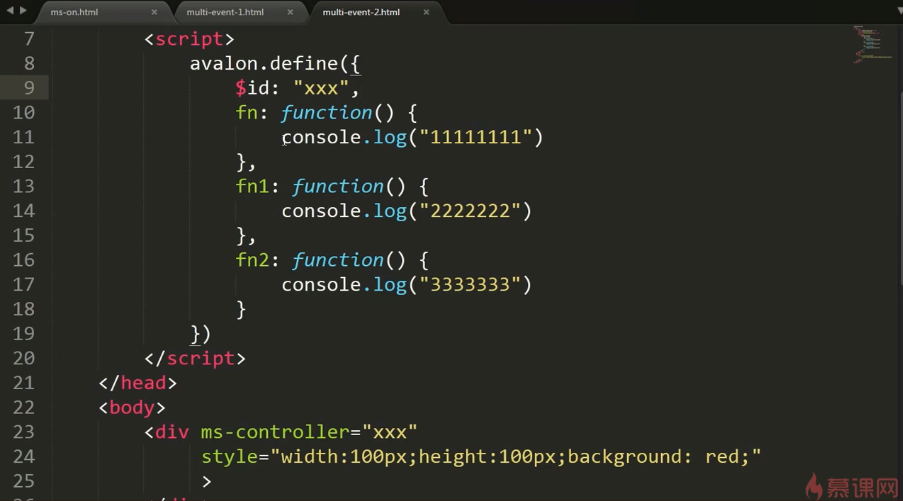 ms-on.html multi-event-1.html multi-event-2.html
7 <script>
8 avalon.define({
9 $id: "xxx",
10 fn: function() {
11 console.log("11111111")
12 },
13 fn1: function() {
14 console.log("2222222")
15 },
16 fn2: function() {
17 console.log("3333333")
18 }
19 })
20 </script>
21 </head>
22 <body>
23 <div ms-controller="xxx"
24 style="width:100px;height:100px;background: red;"
25 >
慕课网